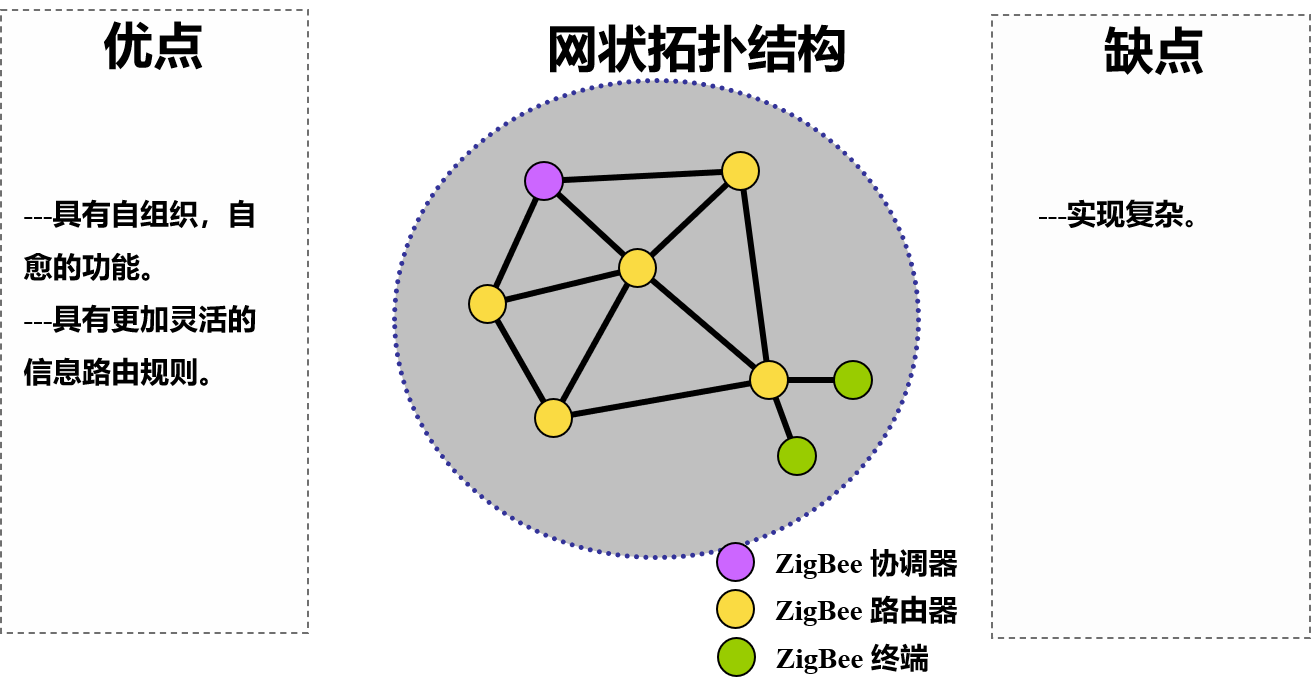 优点
---具有自组织，自
愈的功能。
---具有更加灵活的
信息路由规则。
网状拓扑结构
ZigBee 协调器
ZigBee 路由器
ZigBee 终端
缺点
---实现复杂。